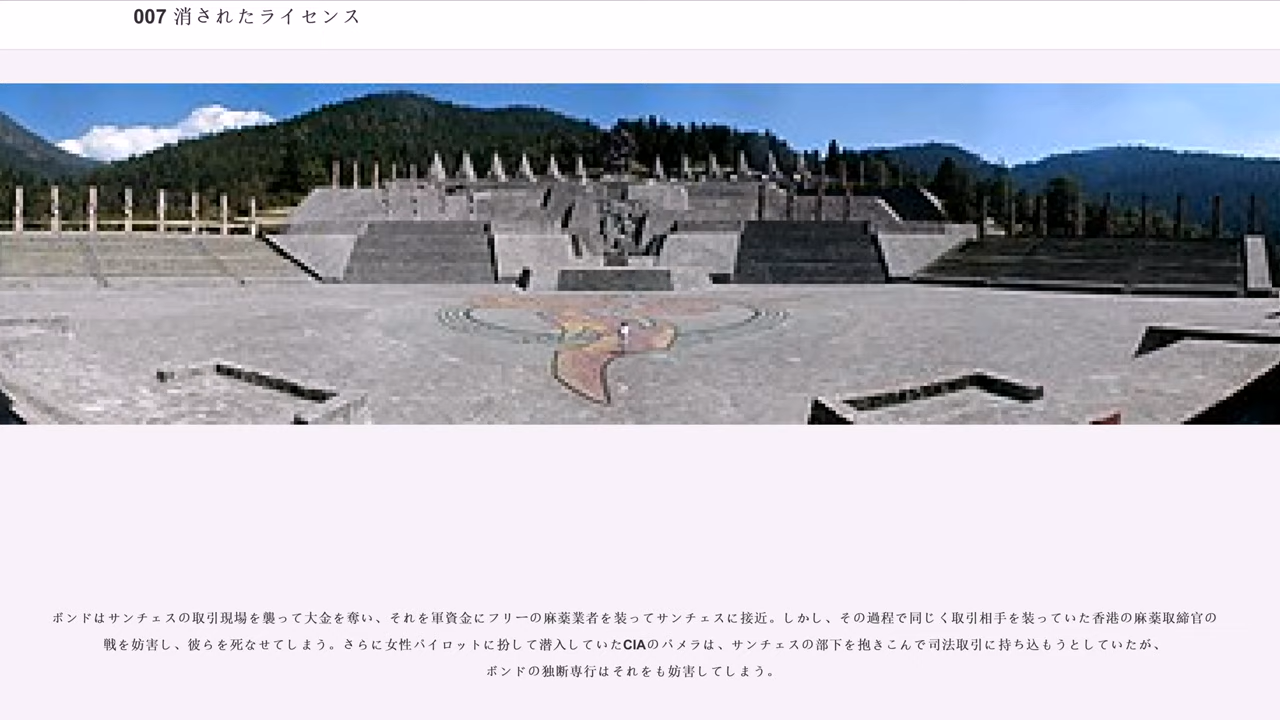 007 消されたライセンス
ボンドはサンチェスの取引現場を襲って大金を奪い、それを軍資金にフリーの麻薬業者を装ってサンチェスに接近。しかし、その過程で同じく取引相手を装っていた香港の麻薬取締官の
戦を妨害し、彼らを死なせてしまう。さらに女性パイロットに扮して潜入していたCIAのパメラは、サンチェスの部下を抱きこんで司法取引に持ち込もうとしていたが、
ボンドの独断専行はそれをも妨害してしまう。